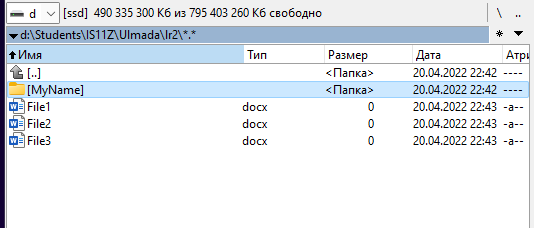 d [ssd] 490 335 300 Кб из 795 403 260 Кб свободно \ ..
d:\Students\IS11Z\Ulmada\lr2\*.* *
Имя Тип Размер Дата Атри
[..] <Папка> 20.04.2022 22:42 ----
[MyName] <Папка> 20.04.2022 22:42 ----
File1 docx 0 20.04.2022 22:43 -a--
File2 docx 0 20.04.2022 22:43 -a--
File3 docx 0 20.04.2022 22:43 -a--